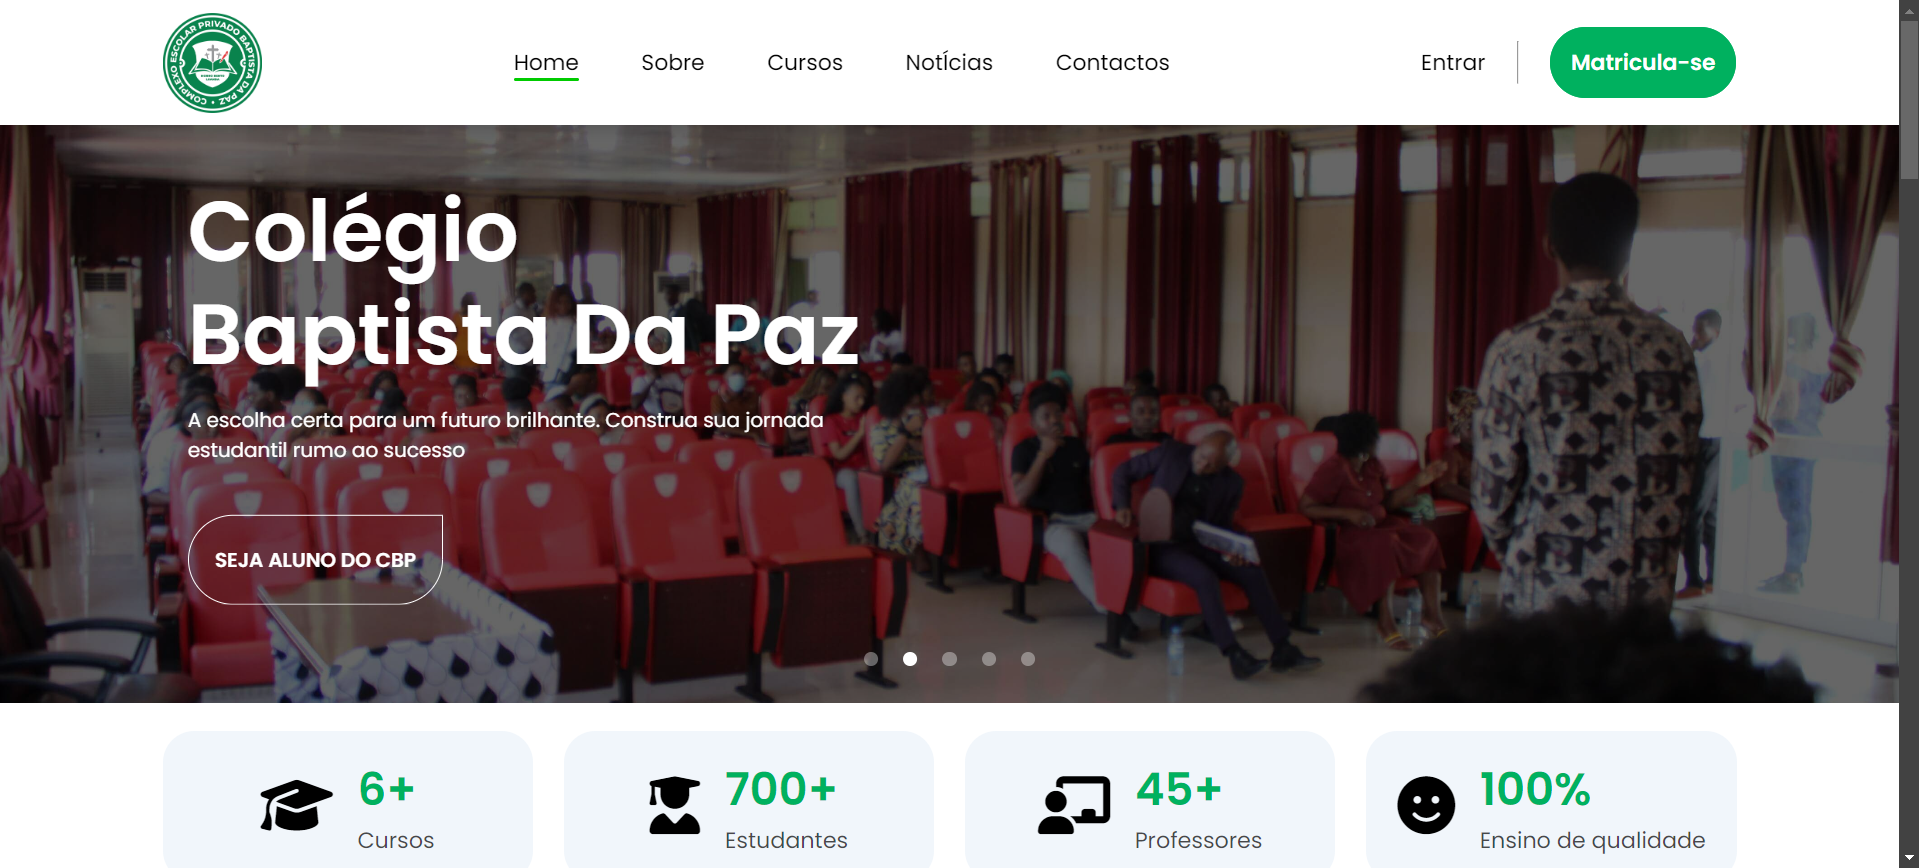 COMPLEXO ESCOLAR PRIVADO BAPTISTA DA PAZ
Home
Sobre
Cursos
NotÍcias
Contactos
Entrar
Matricula-se
Colégio
Baptista Da Paz
A escolha certa para um futuro brilhante. Construa sua jornada
estudantil rumo ao sucesso
SEJA ALUNO DO CBP
6+
Cursos
700+
Estudantes
45+
Professores
100%
Ensino de qualidade